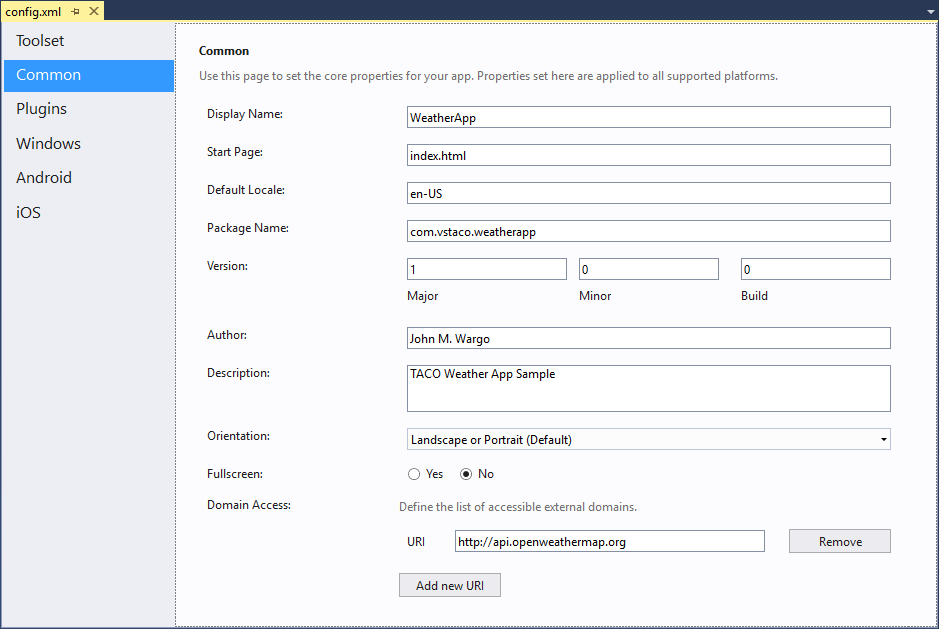 config.xml
Toolset
Common
Plugins
Windows
Android
iOS
Common
Use this page to set the core properties for your app. Properties set here are applied to all supported platforms.
Display Name: WeatherApp
Start Page: index.html
Default Locale: en-US
Package Name: com.vstaco.weatherapp
Version: 1 0 0
Major Minor Build
Author: John M. Wargo
Description: TACO Weather App Sample
Orientation: Landscape or Portrait (Default)
Fullscreen: Yes No
Domain Access: Define the list of accessible external domains.
URI http://api.openweathermap.org Remove
Add new URI